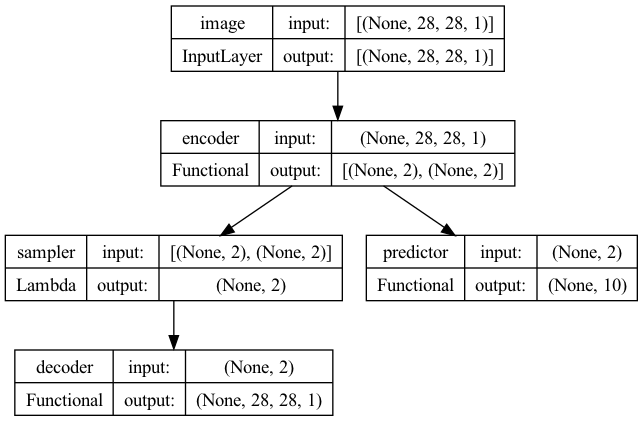 image input: [(None, 28, 28, 1)]
InputLayer output: [(None, 28, 28, 1)]
encoder input: (None, 28, 28, 1)
Functional output: [(None, 2), (None, 2)]
sampler input: [(None, 2), (None, 2)]
Lambda output: (None, 2)
predictor input: (None, 2)
Functional output: (None, 10)
decoder input: (None, 2)
Functional output: (None, 28, 28, 1)